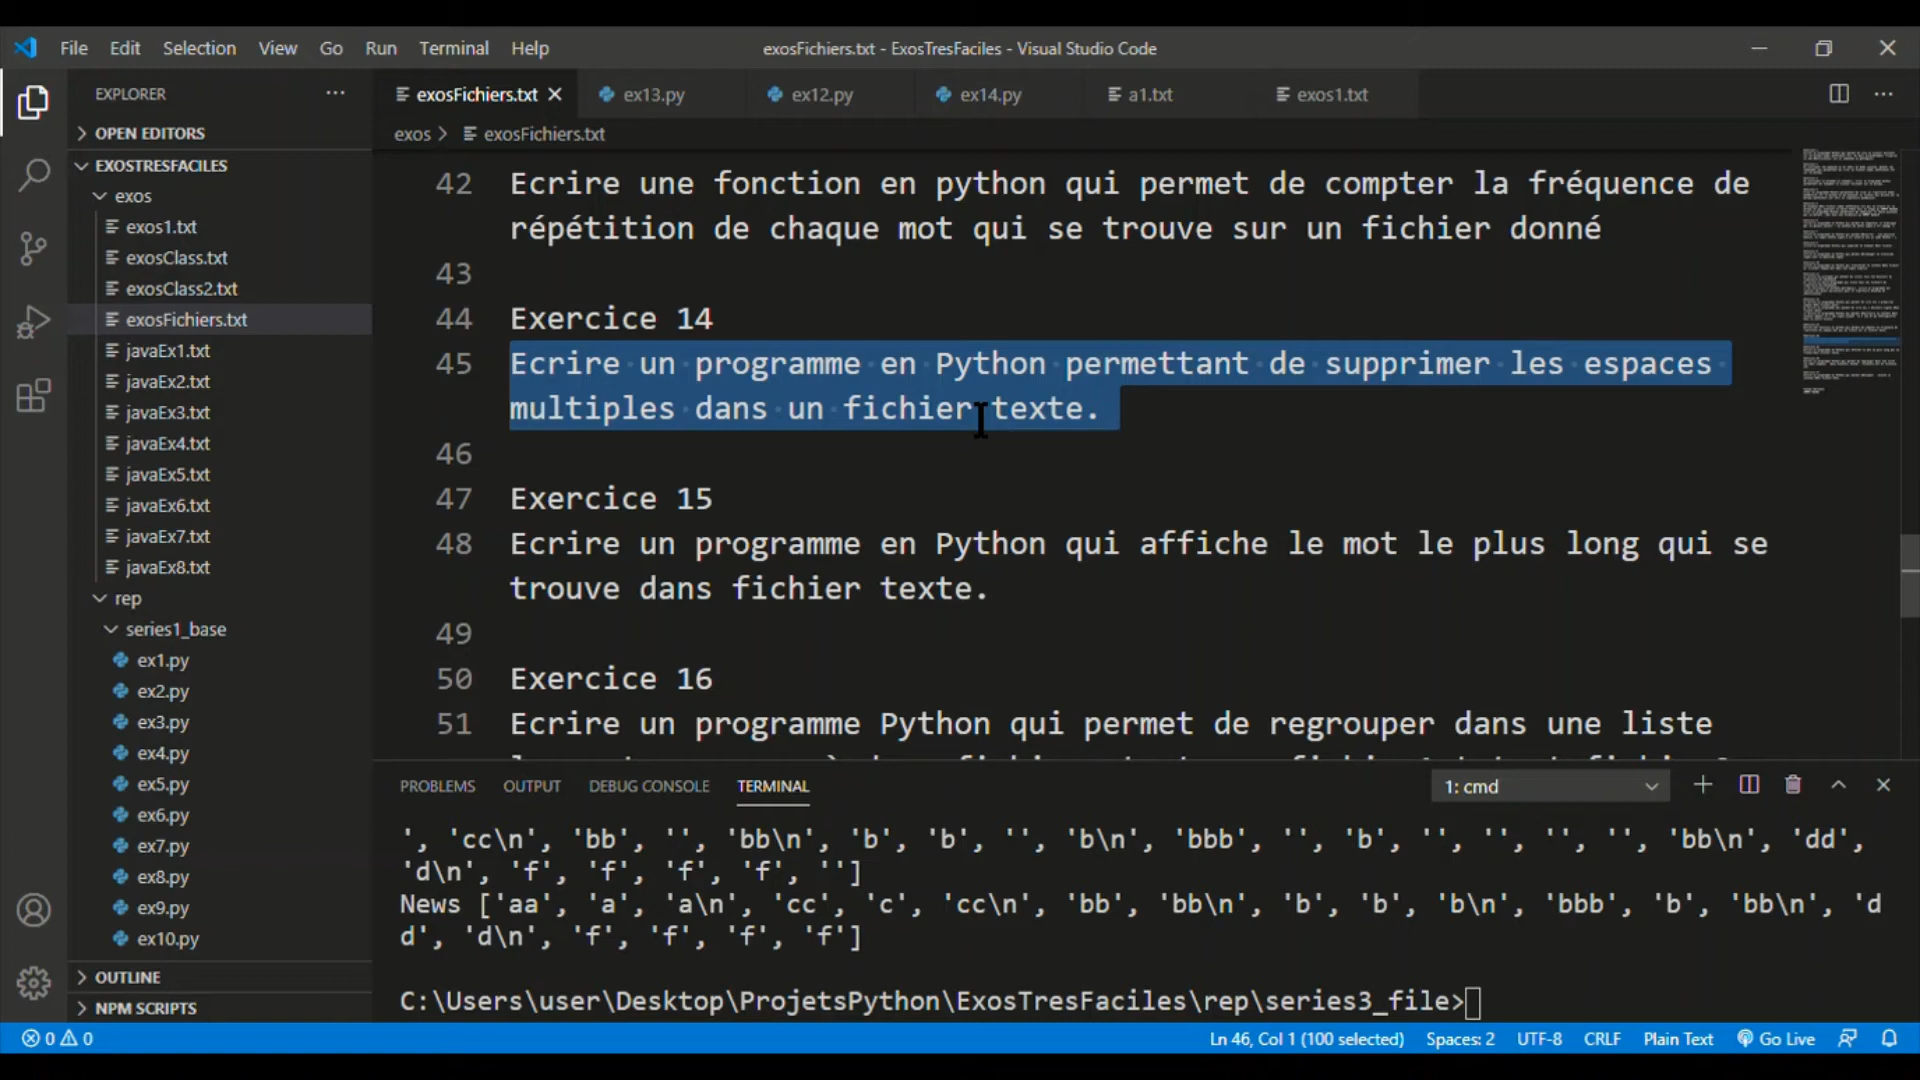 File Edit Selection View Go Run Terminal Help
exosFichiers.txt - ExosTresFaciles - Visual Studio Code
EXPLORER
OPEN EDITORS
EXOSTRESFACILES
exos
exos1.txt
exosClass.txt
exosClass2.txt
exosFichiers.txt
javaEx1.txt
javaEx2.txt
javaEx3.txt
javaEx4.txt
javaEx5.txt
javaEx6.txt
javaEx7.txt
javaEx8.txt
rep
series1_base
ex1.py
ex2.py
ex3.py
ex4.py
ex5.py
ex6.py
ex7.py
ex8.py
ex9.py
ex10.py
OUTLINE
NPM SCRIPTS
exosFichiers.txt ex13.py ex12.py ex14.py a1.txt exos1.txt
exos > exosFichiers.txt
42 Ecrire une fonction en python qui permet de compter la fréquence de
répétition de chaque mot qui se trouve sur un fichier donné
43
44 Exercice 14
45 Ecrire un programme en Python permettant de supprimer les espaces
multiples dans un fichier texte.
46
47 Exercice 15
48 Ecrire un programme en Python qui affiche le mot le plus long qui se
trouve dans fichier texte.
49
50 Exercice 16
51 Ecrire un programme Python qui permet de regrouper dans une liste
PROBLEMS OUTPUT DEBUG CONSOLE TERMINAL
1: cmd
', 'cc\n', 'bb', '', 'bb\n', 'b', 'b', '', 'b\n', 'bbb', '', 'b', '', '', '', '', 'bb\n', 'dd',
'd\n', 'f', 'f', 'f', 'f', '']
News ['aa', 'a', 'a\n', 'cc', 'c', 'cc\n', 'bb', 'bb\n', 'b', 'b', 'b\n', 'bbb', 'b', 'bb\n', 'd
d', 'd\n', 'f', 'f', 'f', 'f']
C:\Users\user\Desktop\ProjetsPython\ExosTresFaciles\rep\series3_file>
0 0
Ln 46, Col 1 (100 selected) Spaces: 2 UTF-8 CRLF Plain Text Go Live